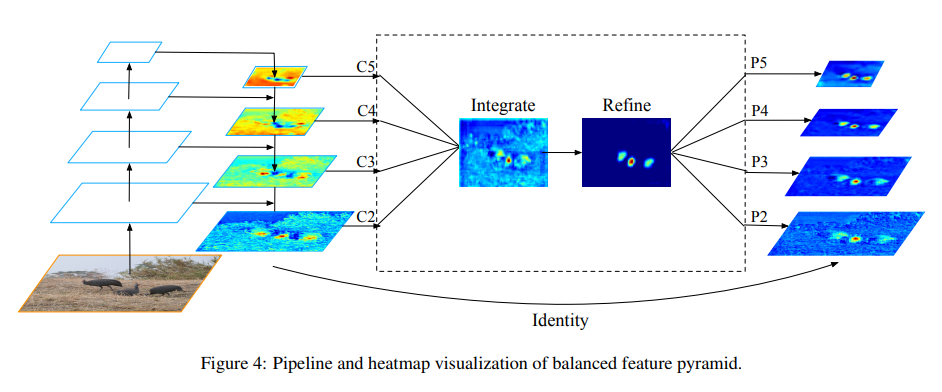 C5
C4
C3
C2
Integrate
Refine
P5
P4
P3
P2
Identity
Figure 4: Pipeline and heatmap visualization of balanced feature pyramid.